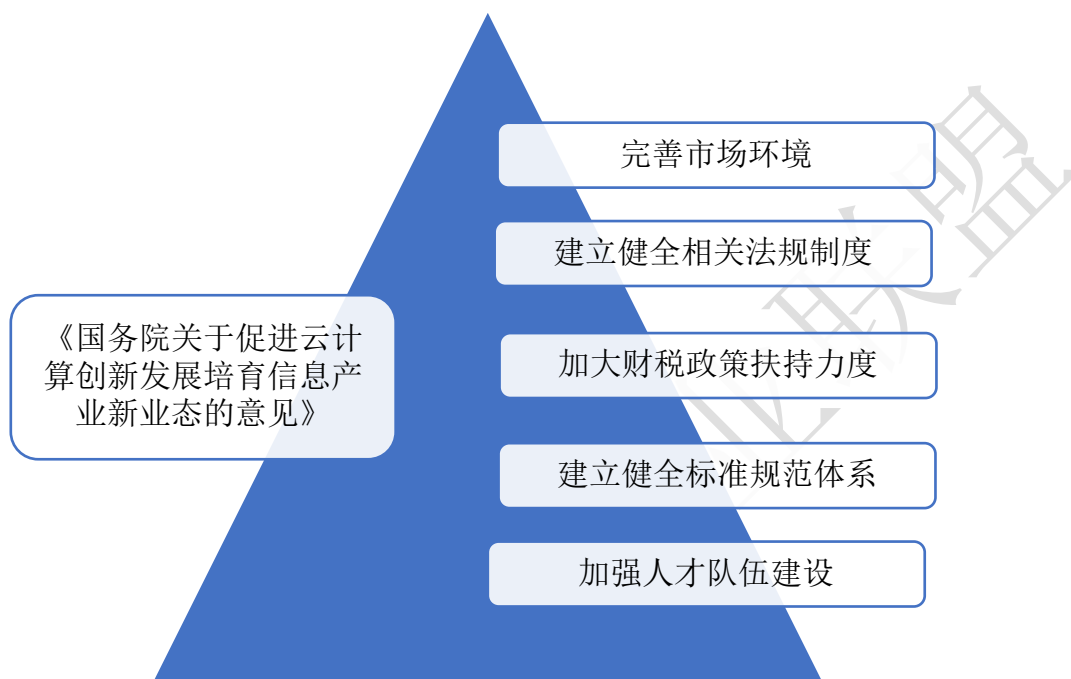 完善市场环境
建立健全相关法规制度
《国务院关于促进云计
算创新发展培育信息产
业新业态的意见》
加大财税政策扶持力度
建立健全标准规范体系
加强人才队伍建设
业联盟